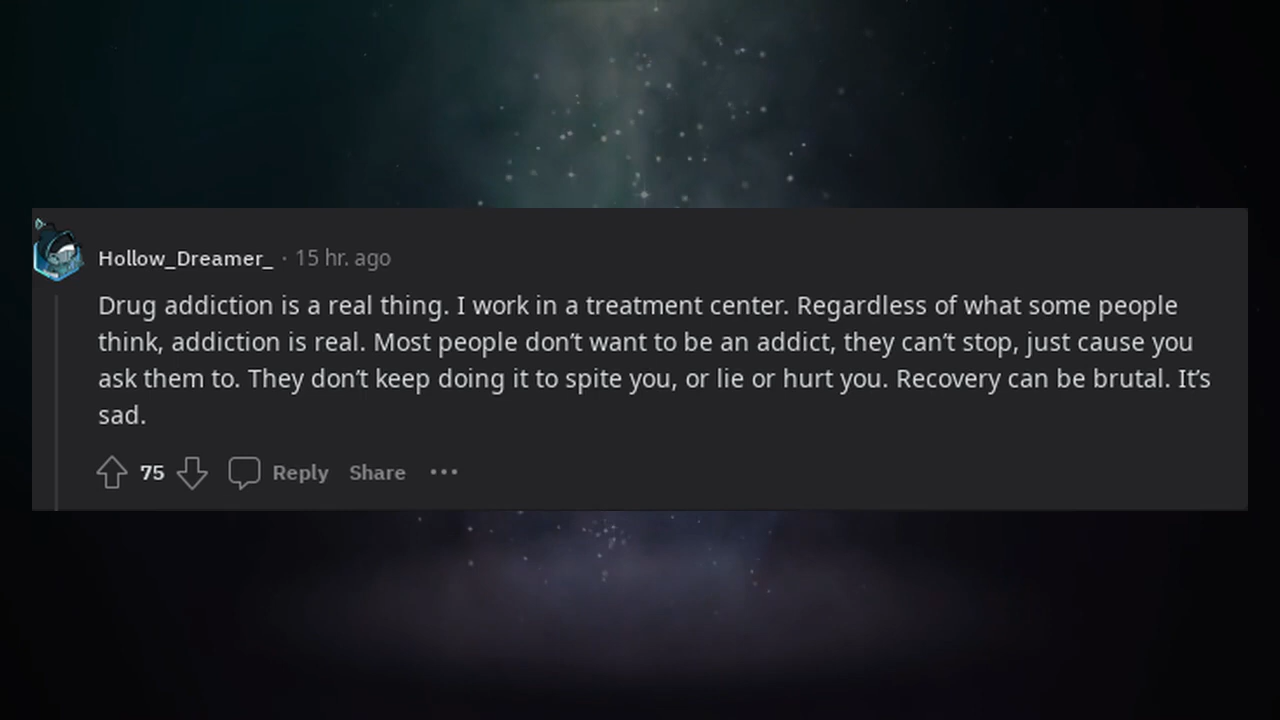 Hollow_Dreamer_ · 15 hr. ago
Drug addiction is a real thing. I work in a treatment center. Regardless of what some people
think, addiction is real. Most people don’t want to be an addict, they can’t stop, just cause you
ask them to. They don’t keep doing it to spite you, or lie or hurt you. Recovery can be brutal. It’s
sad.
75 Reply Share ···